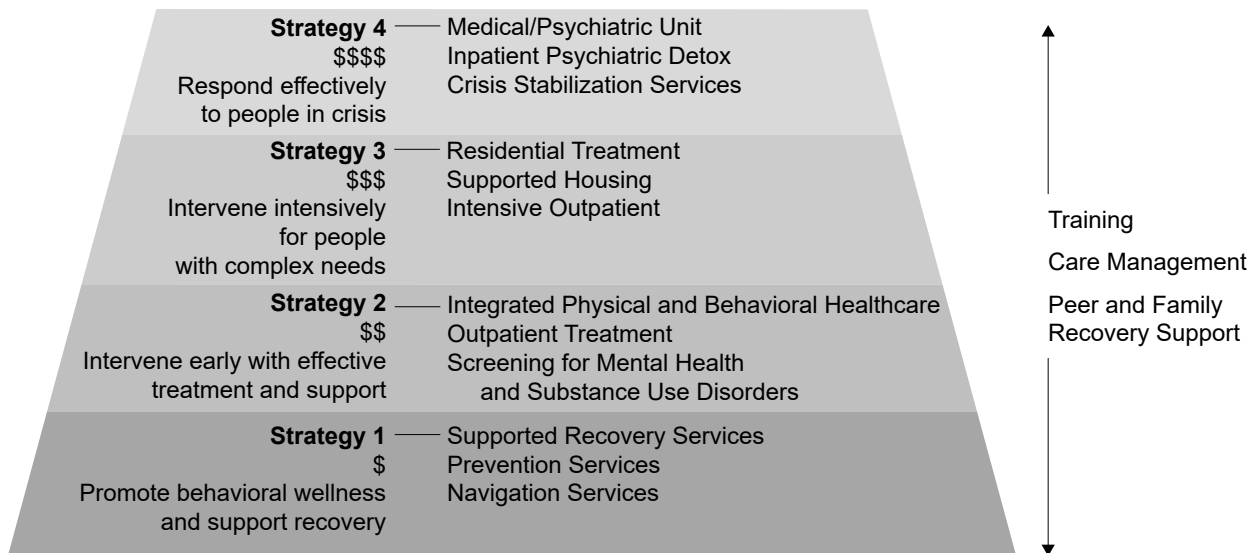 Strategy 4
$$$$
Respond effectively
to people in crisis
Medical/Psychiatric Unit
Inpatient Psychiatric Detox
Crisis Stabilization Services
Strategy 3
$$$
Intervene intensively
for people
with complex needs
Residential Treatment
Supported Housing
Intensive Outpatient
Strategy 2
$$
Intervene early with effective
treatment and support
Integrated Physical and Behavioral Healthcare
Outpatient Treatment
Screening for Mental Health
and Substance Use Disorders
Strategy 1
$
Promote behavioral wellness
and support recovery
Supported Recovery Services
Prevention Services
Navigation Services
Training
Care Management
Peer and Family
Recovery Support